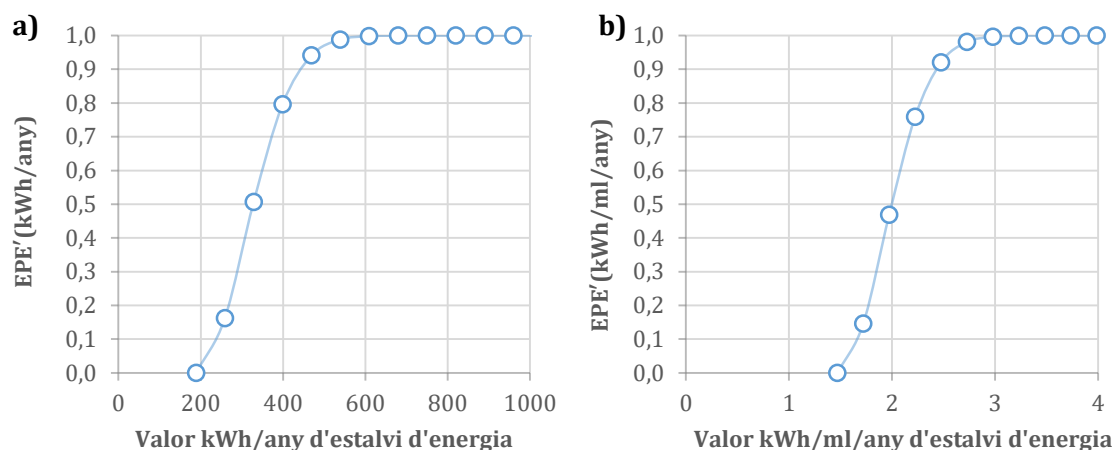 a)
EPE′(kWh/any)
1,0
0,9
0,8
0,7
0,6
0,5
0,4
0,3
0,2
0,1
0,0
0 200 400 600 800 1000
Valor kWh/any d'estalvi d'energia
b)
EPE′(kWh/ml/any)
1,0
0,9
0,8
0,7
0,6
0,5
0,4
0,3
0,2
0,1
0,0
0 1 2 3 4
Valor kWh/ml/any d'estalvi d'energia